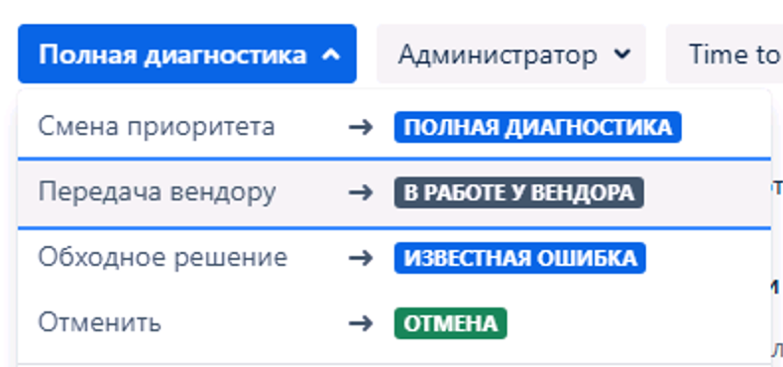 Полная диагностика Администратор Time to
Смена приоритета → ПОЛНАЯ ДИАГНОСТИКА
Передача вендору → В РАБОТЕ У ВЕНДОРА
Обходное решение → ИЗВЕСТНАЯ ОШИБКА
Отменить → ОТМЕНА